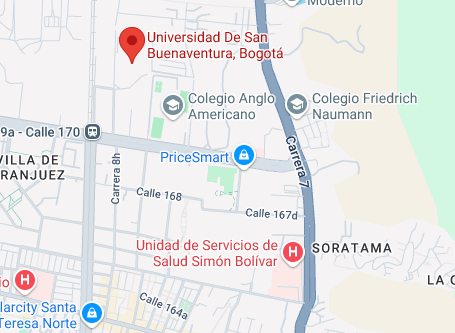 Moderno
Universidad De San
Buenaventura, Bogotá
Colegio Anglo
Americano
Colegio Friedrich
Naumann
9a - Calle 170
PriceSmart
Carrera 7
VILLA DE
ARANJUEZ
Carrera 8h
Calle 168
Calle 167d
Unidad de Servicios de
Salud Simón Bolívar
SORATAMA
LA C
io
larcity Santa
Teresa Norte
Calle 164a